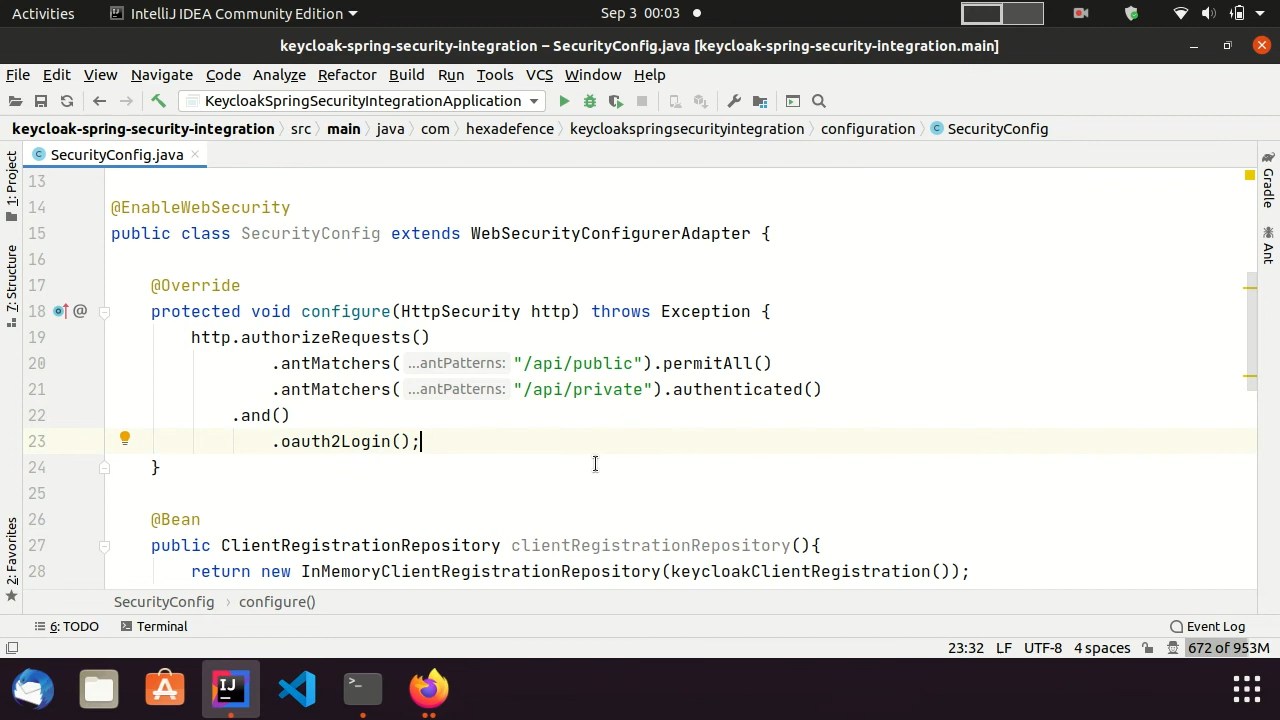 Activities IntelliJ IDEA Community Edition Sep 3 00:03
keycloak-spring-security-integration – SecurityConfig.java [keycloak-spring-security-integration.main]
File Edit View Navigate Code Analyze Refactor Build Run Tools VCS Window Help
KeycloakSpringSecurityIntegrationApplication
keycloak-spring-security-integration src main java com hexadefence keycloakspringsecurityintegration configuration SecurityConfig
SecurityConfig.java
1: Project
7: Structure
2: Favorites
Gradle
Ant
13
14 @EnableWebSecurity
15 public class SecurityConfig extends WebSecurityConfigurerAdapter {
16
17 @Override
18 @ protected void configure(HttpSecurity http) throws Exception {
19 http.authorizeRequests()
20 .antMatchers( ...antPatterns: "/api/public").permitAll()
21 .antMatchers( ...antPatterns: "/api/private").authenticated()
22 .and()
23 .oauth2Login();
24 }
25
26 @Bean
27 public ClientRegistrationRepository clientRegistrationRepository(){
28 return new InMemoryClientRegistrationRepository(keycloakClientRegistration());
SecurityConfig configure()
6: TODO Terminal Event Log
23:32 LF UTF-8 4 spaces 672 of 953M